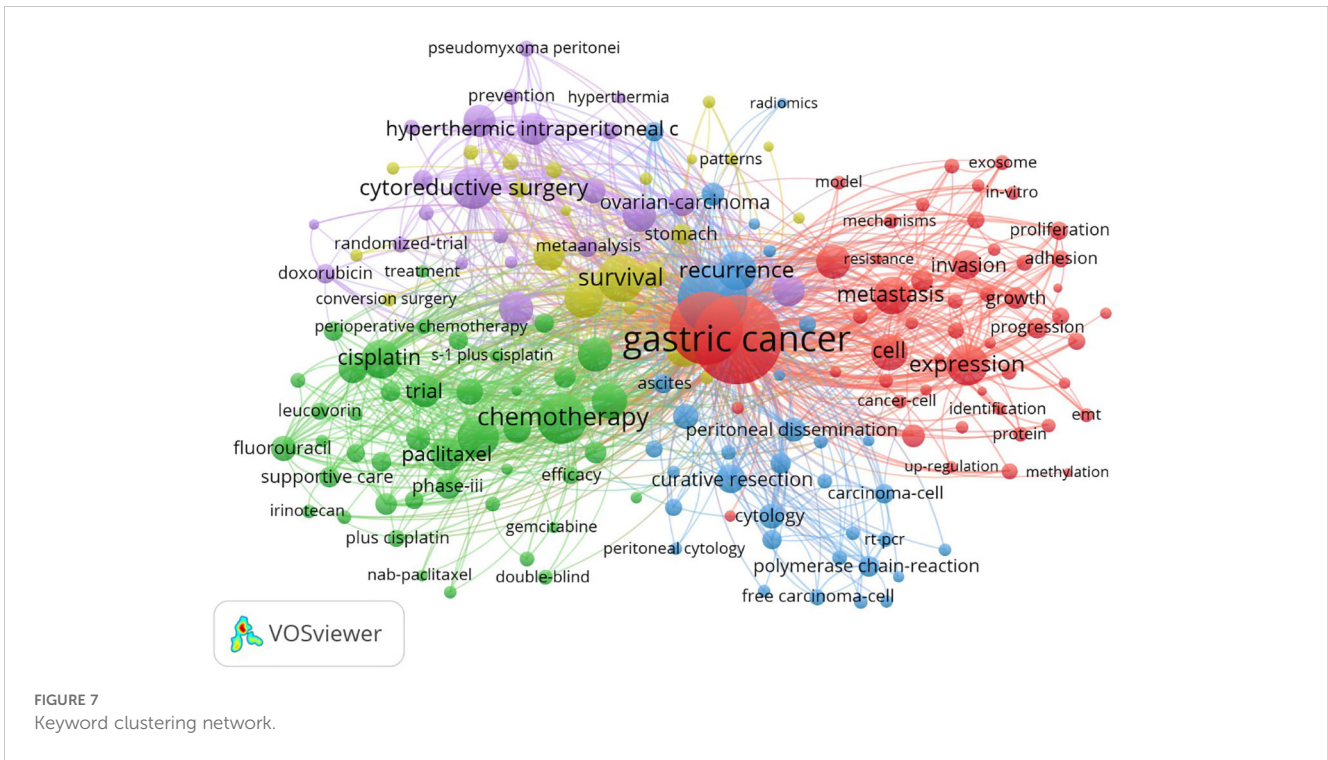 pseudomyxoma peritonei
prevention
hyperthermia
radiomics
hyperthermic intraperitoneal c
patterns
exosome
model
cytoreductive surgery
in-vitro
ovarian-carcinoma
mechanisms
proliferation
stomach
randomized-trial
metaanalysis
resistance
adhesion
invasion
doxorubicin
treatment
survival
recurrence
conversion surgery
metastasis
growth
perioperative chemotherapy
progression
gastric cancer
cisplatin
s-1 plus cisplatin
cell
expression
trial
ascites
leucovorin
chemotherapy
cancer-cell
identification
emt
peritoneal dissemination
protein
fluorouracil
paclitaxel
supportive care
phase-iii
efficacy
curative resection
up-regulation
methylation
carcinoma-cell
irinotecan
gemcitabine
cytology
plus cisplatin
peritoneal cytology
rt-pcr
nab-paclitaxel
double-blind
polymerase chain-reaction
free carcinoma-cell
VOSviewer
FIGURE 7
Keyword clustering network.